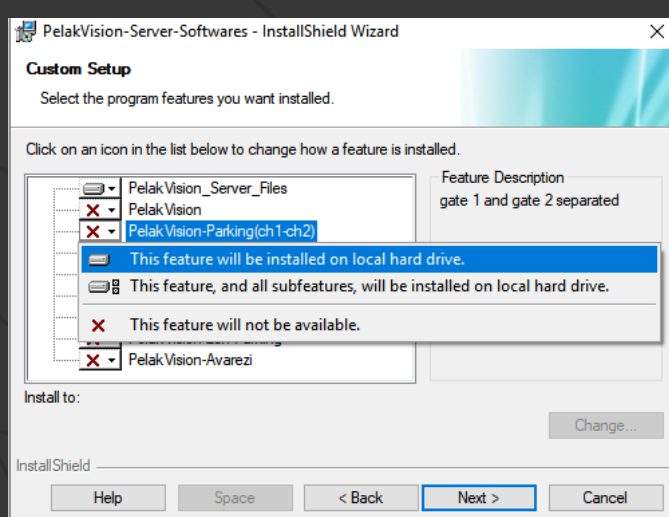 PelakVision-Server-Softwares - InstallShield Wizard
Custom Setup
Select the program features you want installed.
Click on an icon in the list below to change how a feature is installed.
PelakVision_Server_Files
PelakVision
PelakVision-Parking(ch1-ch2)
Feature Description
gate 1 and gate 2 separated
This feature will be installed on local hard drive.
This feature, and all subfeatures, will be installed on local hard drive.
This feature will not be available.
PelakVision-Avarezi
Install to:
Change...
InstallShield
Help
Space
< Back
Next >
Cancel